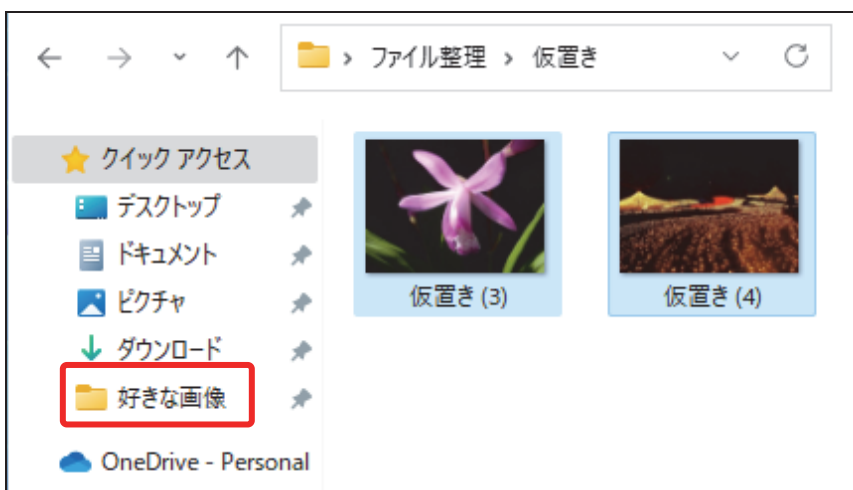 ファイル整理 仮置き
クイック アクセス
デスクトップ
ドキュメント
ピクチャ
ダウンロード
好きな画像
OneDrive - Personal
仮置き (3)
仮置き (4)